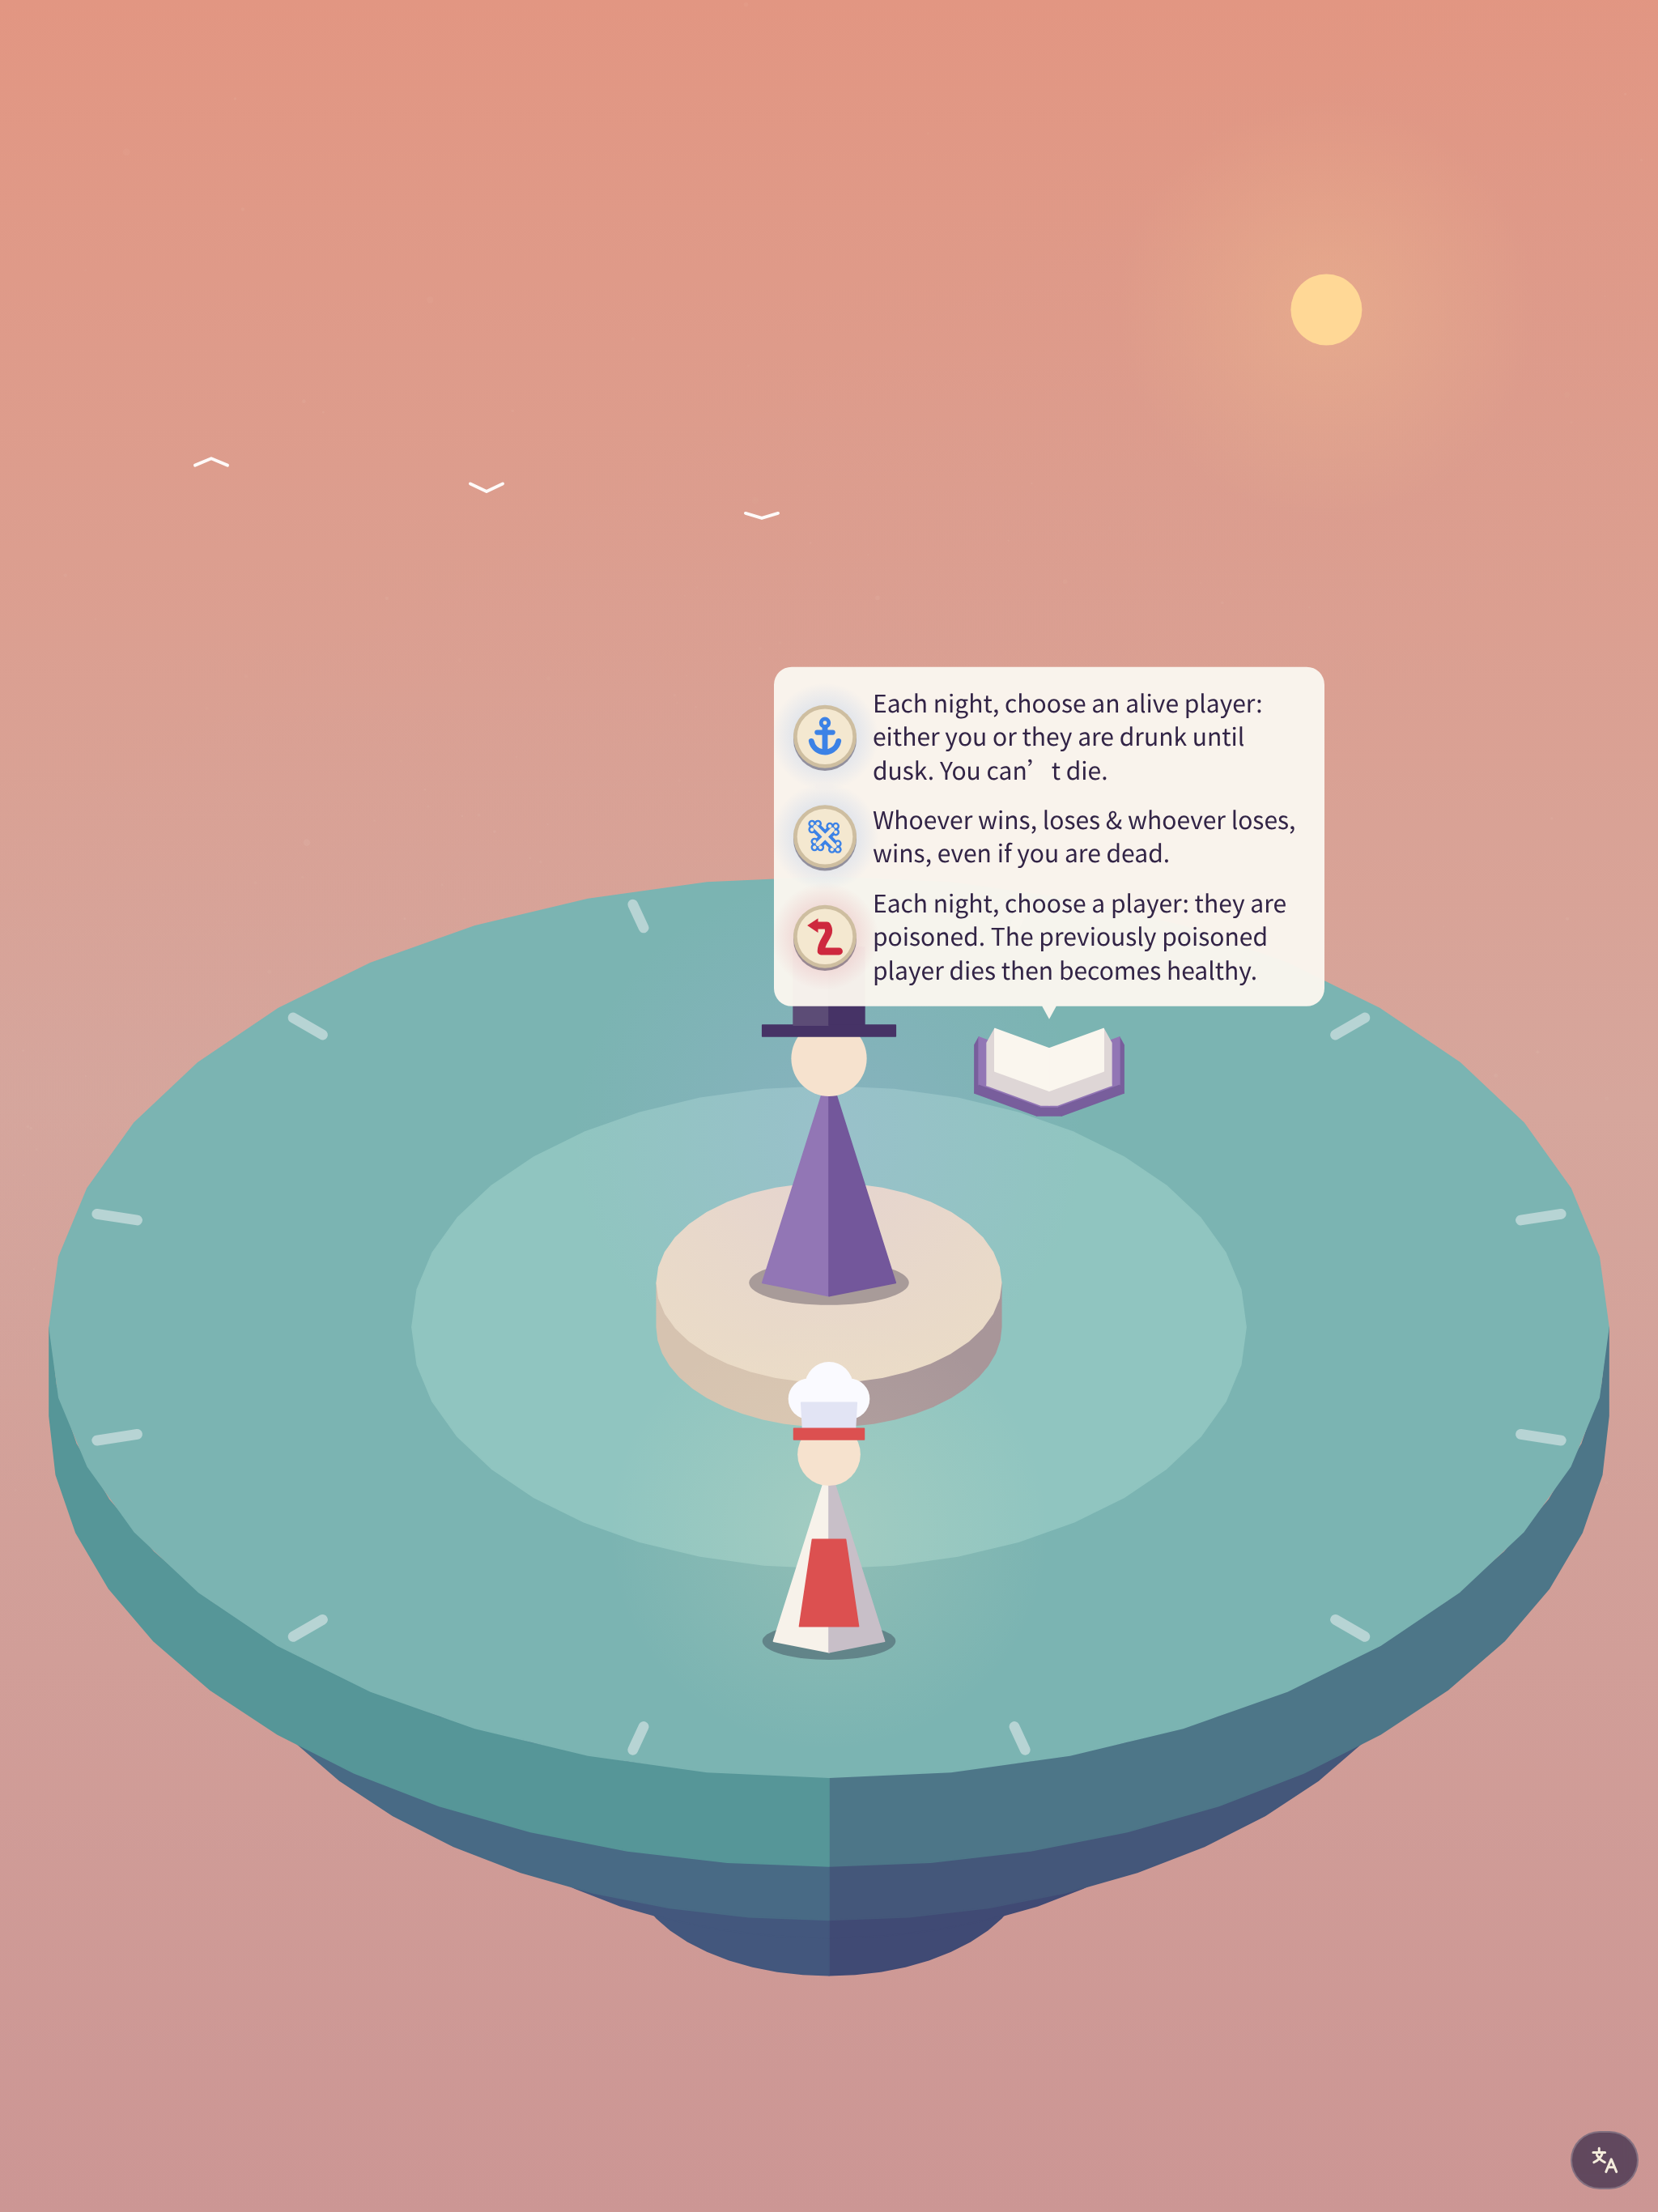 Each night, choose an alive player:
either you or they are drunk until
dusk. You can’ t die.
Whoever wins, loses & whoever loses,
wins, even if you are dead.
Each night, choose a player: they are
poisoned. The previously poisoned
player dies then becomes healthy.
文A